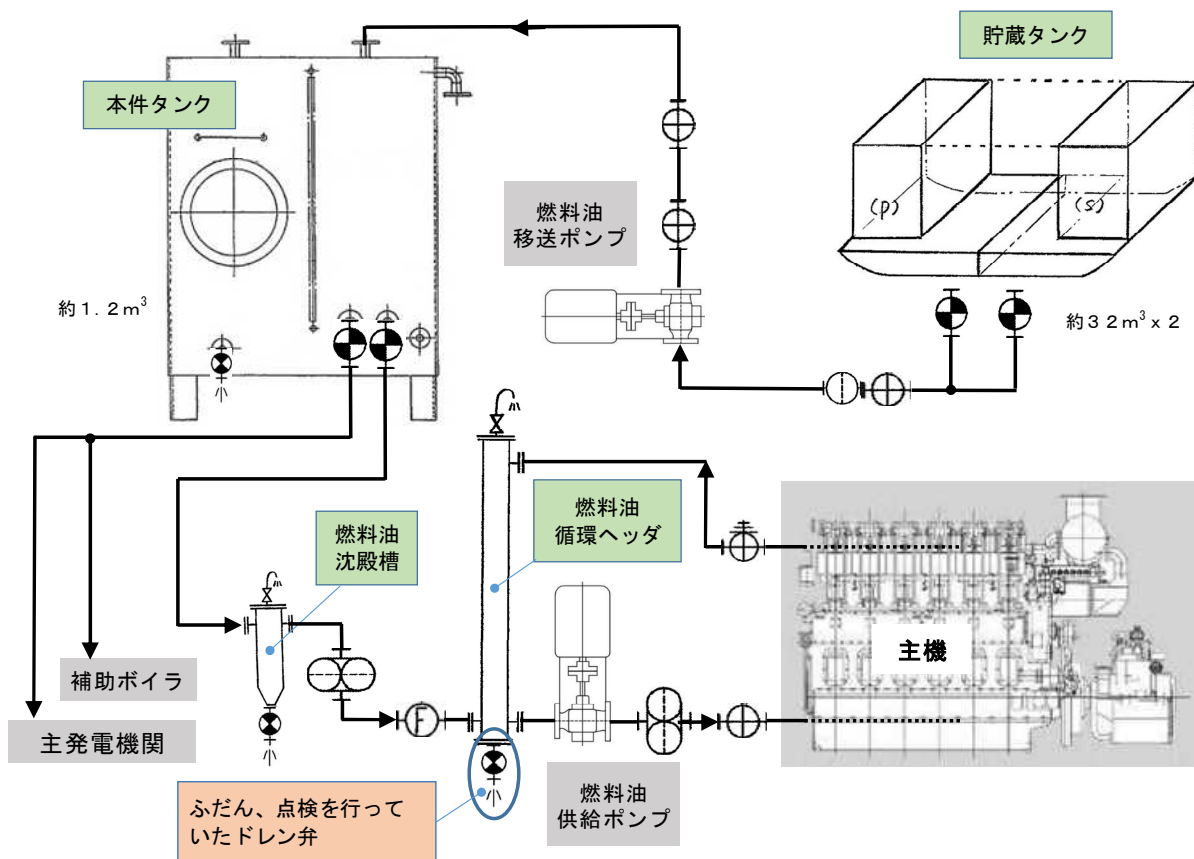 貯蔵タンク
本件タンク
(P)
(S)
燃料油
移送ポンプ
約1.2m³
約32m³ x 2
燃料油
循環ヘッダ
燃料油
沈殿槽
主機
補助ボイラ
F
主発電機関
ふだん、点検を行って
いたドレン弁
燃料油
供給ポンプ